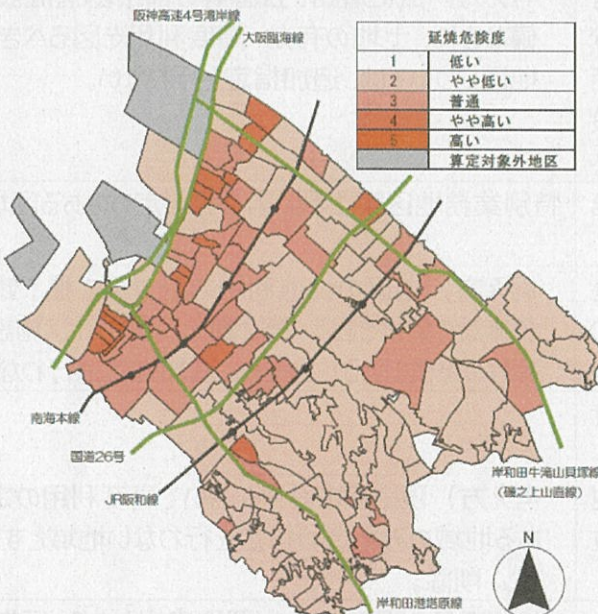 阪神高速4号湾岸線
大阪臨海線
延焼危険度
1 低い
2 やや低い
3 普通
4 やや高い
5 高い
算定対象外地区
南海本線
国道26号
JR阪和線
岸和田牛滝山貝塚線
(磯之上山直線)
岸和田港塔原線
N